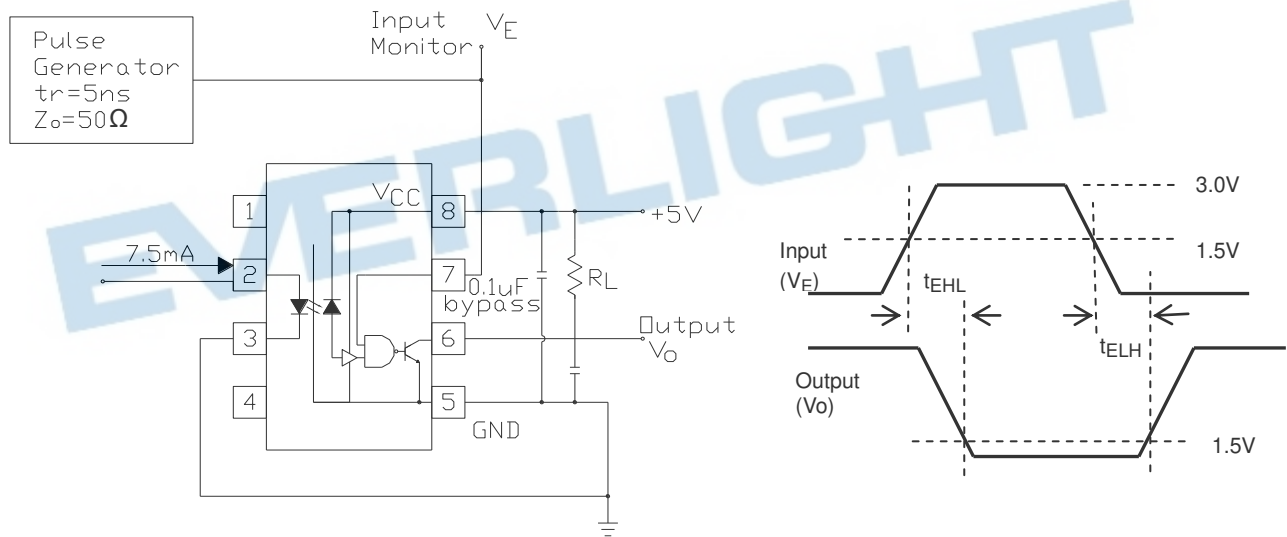 EVERLIGHT
Pulse
Generator
tr=5ns
Zo=50Ω
Input
Monitor
VE
1
2
3
4
VCC
8
7
6
5
7.5mA
+5V
0.1uF
bypass
RL
Output
Vo
GND
3.0V
Input
(VE)
1.5V
tEHL
tELH
Output
(Vo)
1.5V